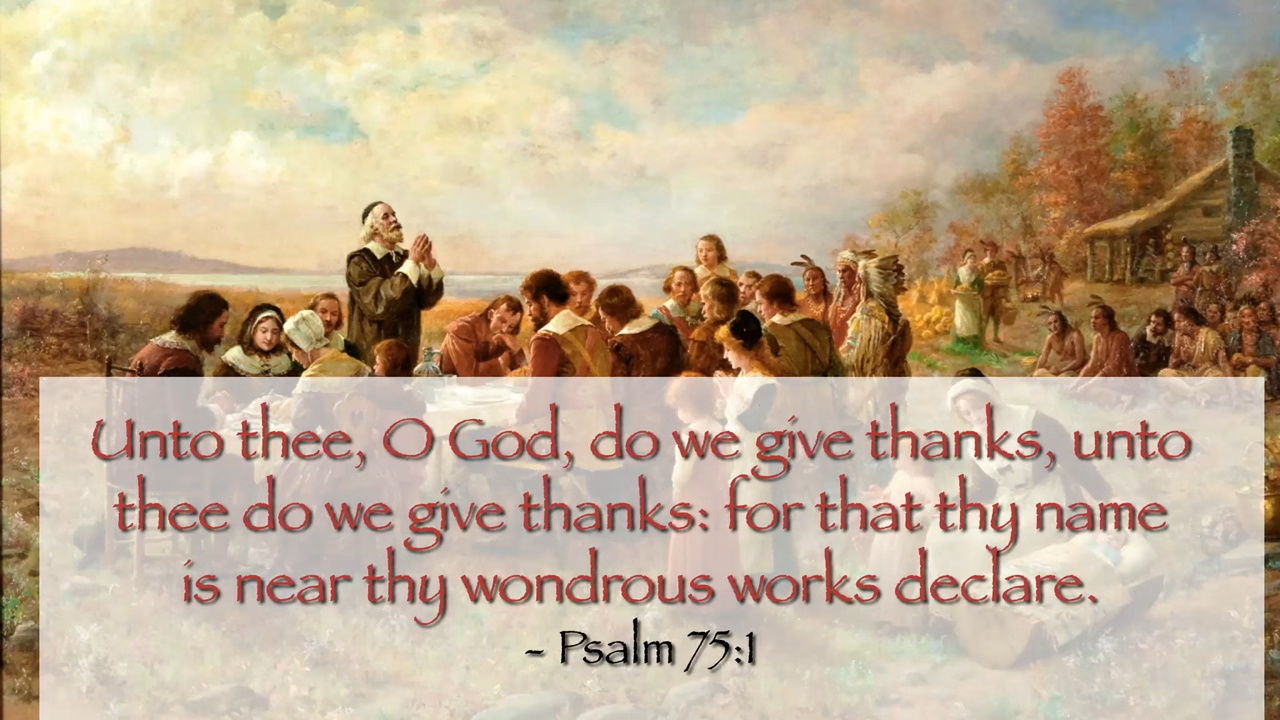 Unto thee, O God, do we give thanks, unto
thee do we give thanks: for that thy name
is near thy wondrous works declare.
~ Psalm 75:1